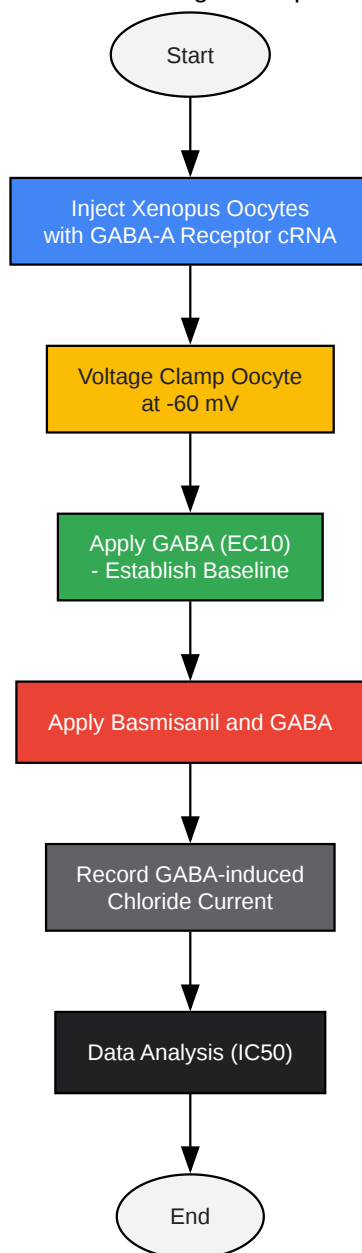 Start
Inject Xenopus Oocytes
with GABA-A Receptor cRNA
Voltage Clamp Oocyte
at -60 mV
Apply GABA (EC10)
- Establish Baseline
Apply Basmisanil and GABA
Record GABA-induced
Chloride Current
Data Analysis (IC50)
End